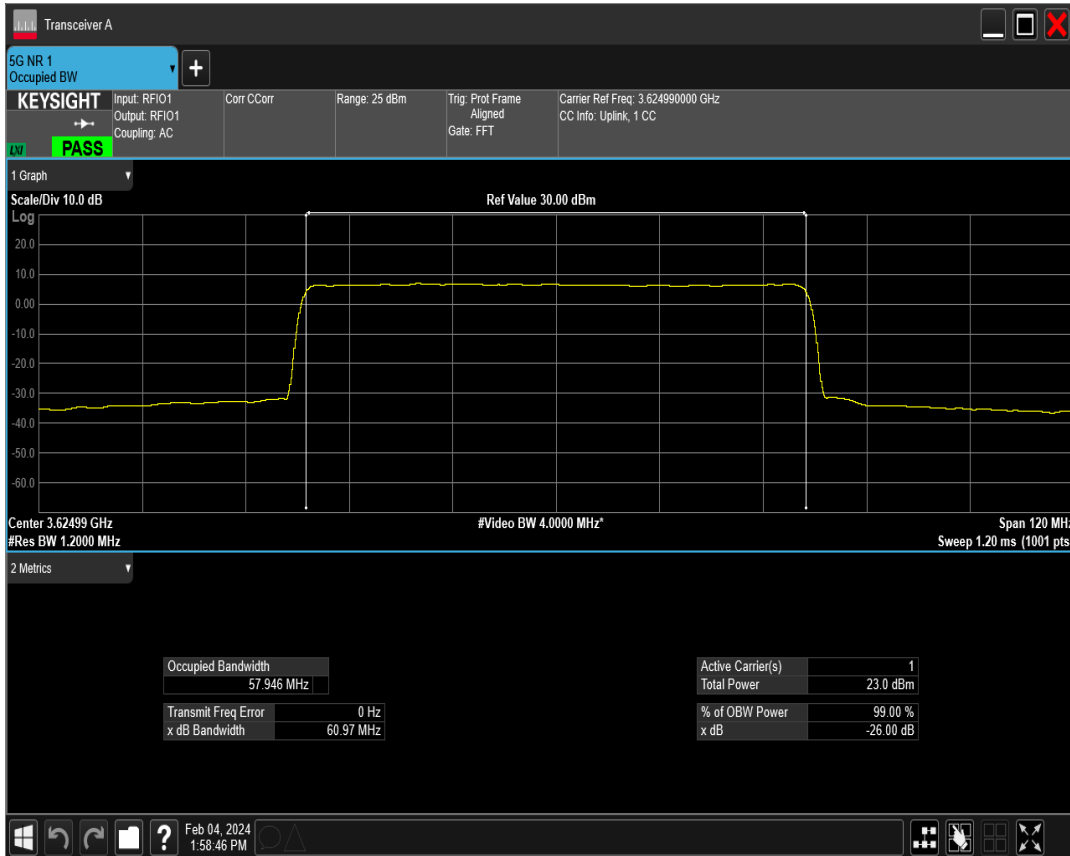 Transceiver A
5G NR 1
Occupied BW
KEYSIGHT
LXI
PASS
Input: RFIO1
Output: RFIO1
Coupling: AC
Corr CCorr
Range: 25 dBm
Trig: Prot Frame
Aligned
Gate: FFT
Carrier Ref Freq: 3.624990000 GHz
CC Info: Uplink, 1 CC
1 Graph
Scale/Div 10.0 dB
Ref Value 30.00 dBm
Log
20.0
10.0
0.00
-10.0
-20.0
-30.0
-40.0
-50.0
-60.0
Center 3.62499 GHz
#Video BW 4.0000 MHz*
Span 120 MHz
#Res BW 1.2000 MHz
Sweep 1.20 ms (1001 pts
2 Metrics
Occupied Bandwidth
57.946 MHz
Transmit Freq Error 0 Hz
x dB Bandwidth 60.97 MHz
Active Carrier(s) 1
Total Power 23.0 dBm
% of OBW Power 99.00 %
x dB -26.00 dB
?
Feb 04, 2024
1:58:46 PM